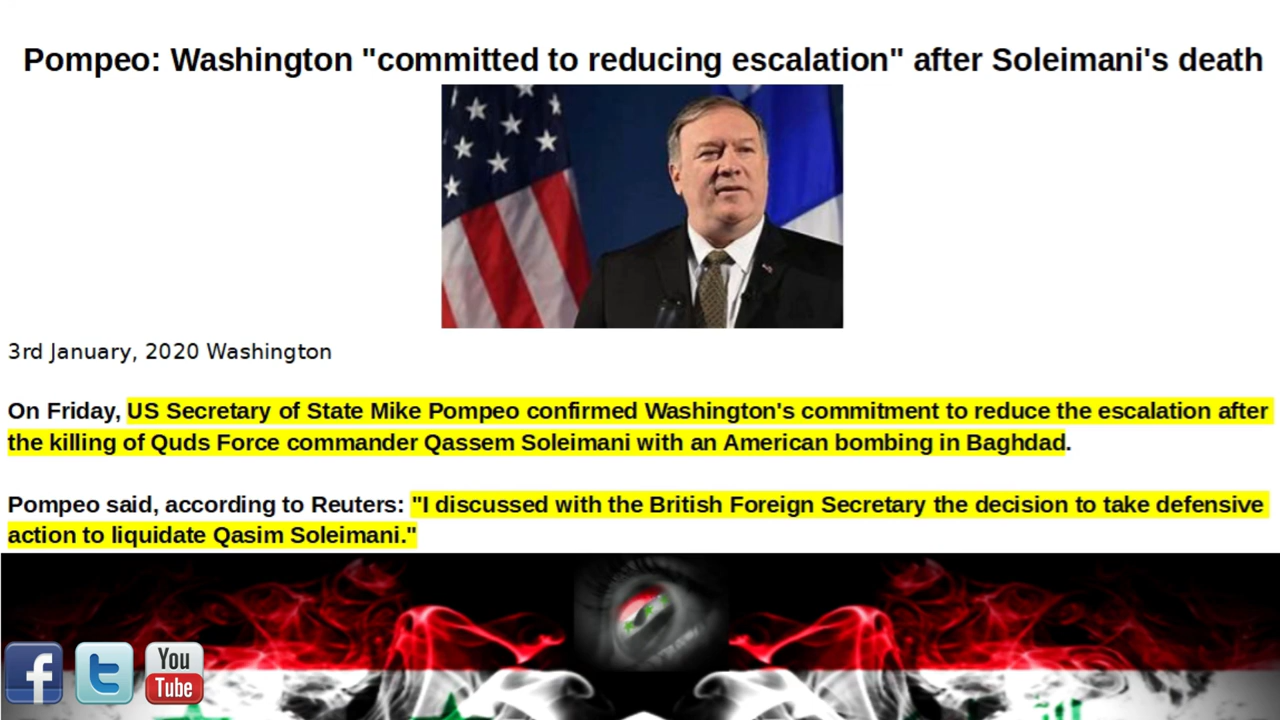 Pompeo: Washington "committed to reducing escalation" after Soleimani's death
3rd January, 2020 Washington
On Friday, US Secretary of State Mike Pompeo confirmed Washington's commitment to reduce the escalation after
the killing of Quds Force commander Qassem Soleimani with an American bombing in Baghdad.
Pompeo said, according to Reuters: "I discussed with the British Foreign Secretary the decision to take defensive
action to liquidate Qasim Soleimani."
You
Tube